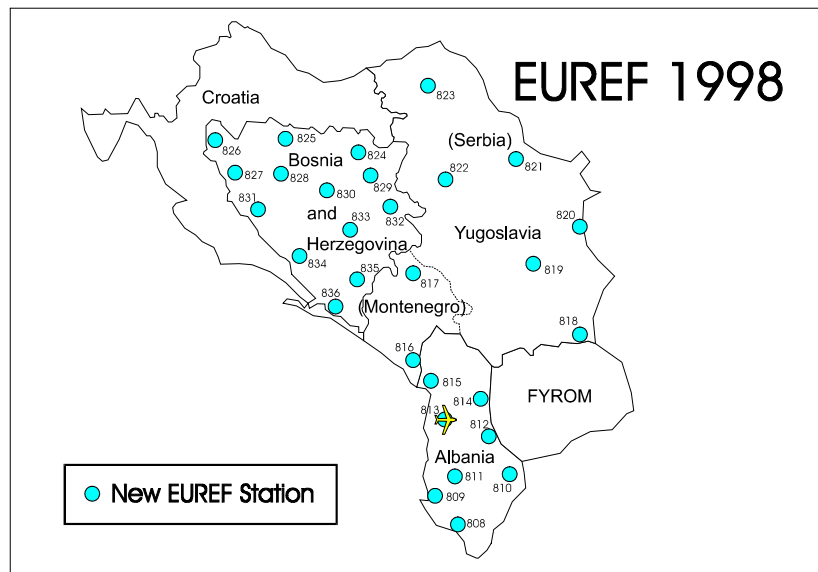 EUREF 1998
823
Croatia
825
(Serbia)
826
824
821
Bosnia
822
827
828
829
830
831
and
832
820
833
Yugoslavia
Herzegovina
834
819
835
817
836
(Montenegro)
818
816
815
814
FYROM
813
812
Albania
811
810
New EUREF Station
809
808